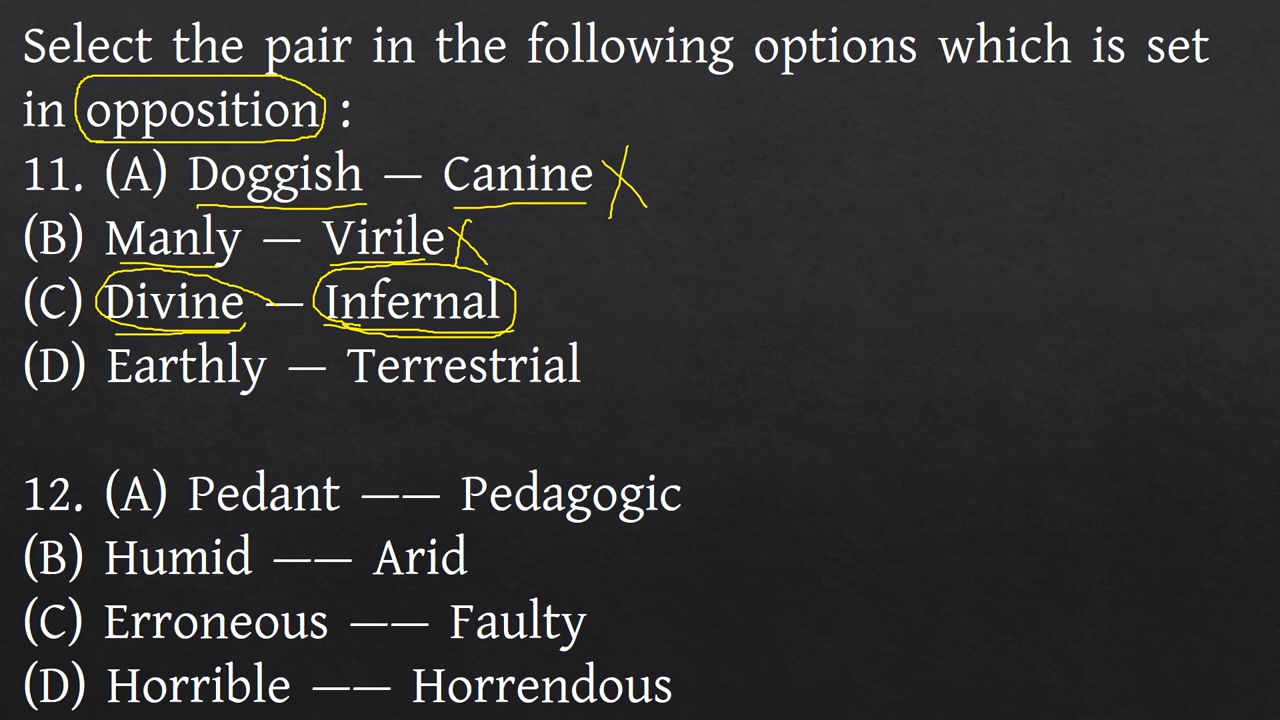 Select the pair in the following options which is set
in opposition :
11. (A) Doggish — Canine
(B) Manly — Virile
(C) Divine — Infernal
(D) Earthly — Terrestrial
12. (A) Pedant —— Pedagogic
(B) Humid —— Arid
(C) Erroneous —— Faulty
(D) Horrible —— Horrendous